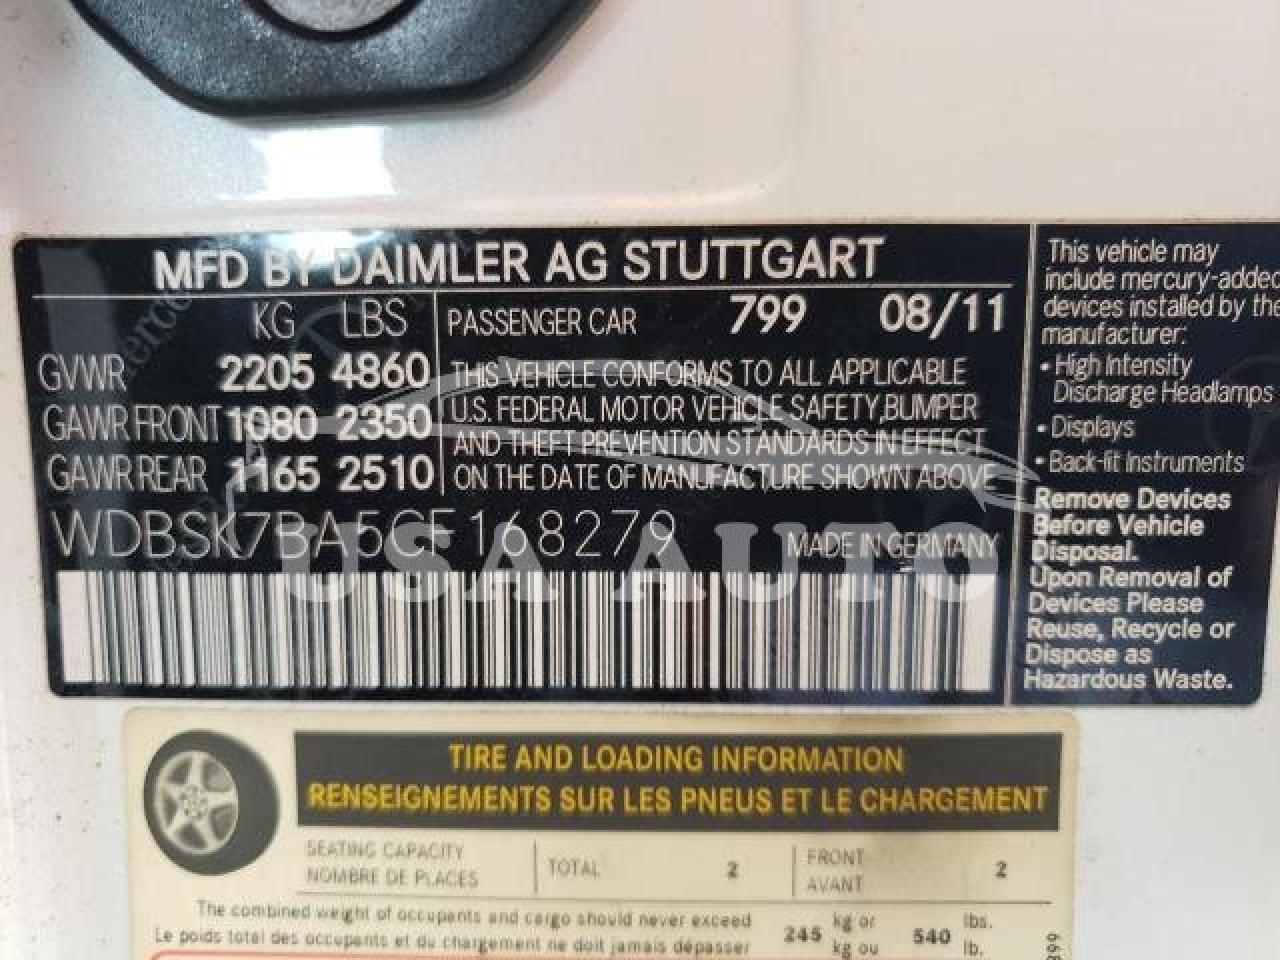 MFD BY DAIMLER AG STUTTGART
KG LBS
GVWR 2205 4860
GAWR FRONT 1080 2350
GAWR REAR 1165 2510
PASSENGER CAR 799 08/11
THIS VEHICLE CONFORMS TO ALL APPLICABLE
U.S. FEDERAL MOTOR VEHICLE SAFETY,BUMPER
AND THEFT PREVENTION STANDARDS IN EFFECT
ON THE DATE OF MANUFACTURE SHOWN ABOVE
WDBSK7BA5CF168279
MADE IN GERMANY
USA AUTO
This vehicle may
include mercury-added
devices installed by the
manufacturer:
• High Intensity
Discharge Headlamps
• Displays
• Back-fit Instruments
Remove Devices
Before Vehicle
Disposal.
Upon Removal of
Devices Please
Reuse, Recycle or
Dispose as
Hazardous Waste.
TIRE AND LOADING INFORMATION
RENSEIGNEMENTS SUR LES PNEUS ET LE CHARGEMENT
SEATING CAPACITY
NOMBRE DE PLACES
TOTAL 2
FRONT
AVANT
2
The combined weight of occupants and cargo should never exceed
Le poids total des occupants et du chargement ne doit jamais dépasser
245 kg or
kg ou
540 lbs.
lb.